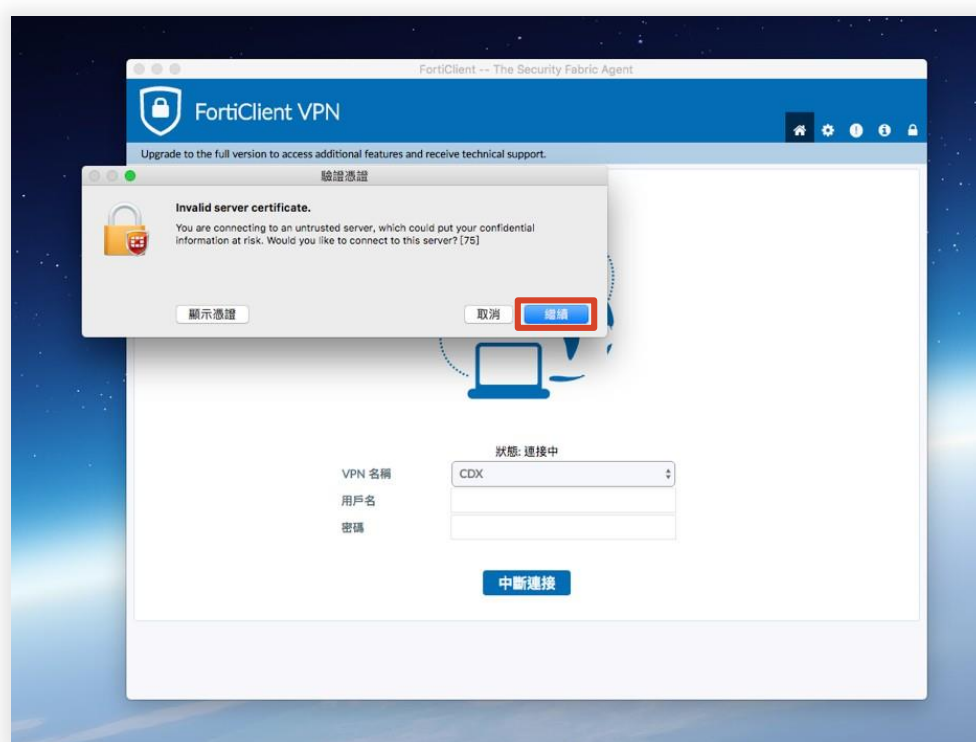 FortiClient -- The Security Fabric Agent
FortiClient VPN
Upgrade to the full version to access additional features and receive technical support.
驗證憑證
Invalid server certificate.
You are connecting to an untrusted server, which could put your confidential
information at risk. Would you like to connect to this server? [75]
顯示憑證
取消
繼續
狀態: 連接中
VPN 名稱
CDX
用戶名
密碼
中斷連接